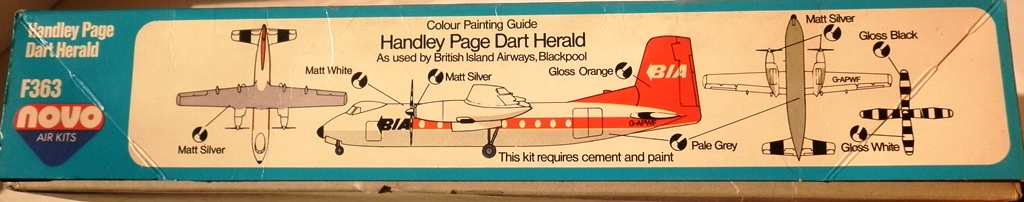 Handley Page
Dart Herald
F363
novo
AIR KITS
Colour Painting Guide
Handley Page Dart Herald
As used by British Island Airways, Blackpool
Matt White
Matt Silver
Gloss Orange
BIA
BIA
G-APWF
This kit requires cement and paint
Matt Silver
Pale Grey
Matt Silver
G-APWF
Gloss Black
Gloss White